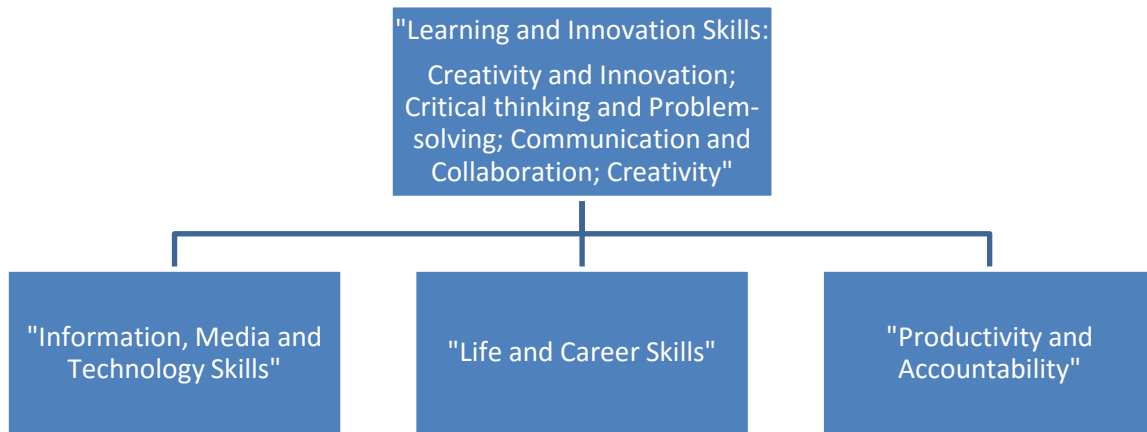 "Learning and Innovation Skills:
Creativity and Innovation;
Critical thinking and Problem-
solving; Communication and
Collaboration; Creativity"
"Information, Media and
Technology Skills"
"Life and Career Skills"
"Productivity and
Accountability"